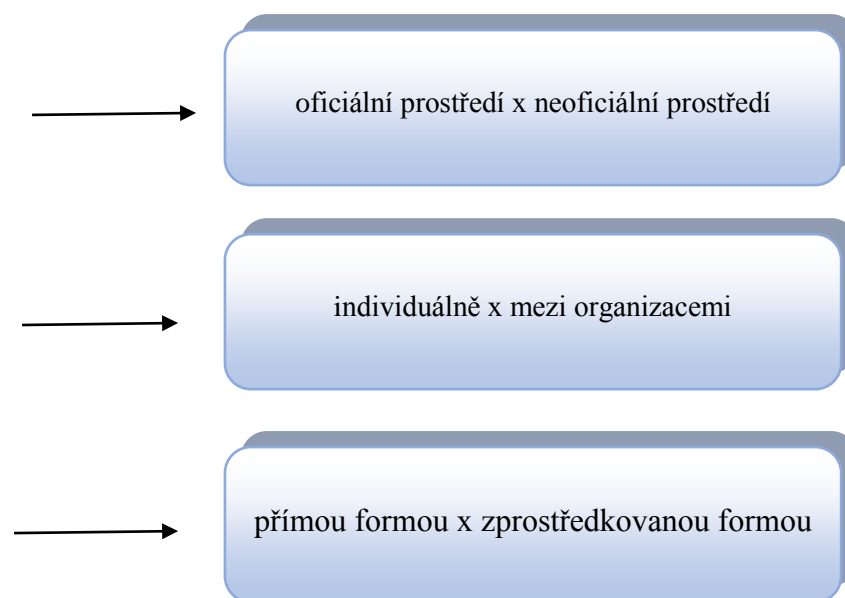 oficiální prostředí x neoficiální prostředí
individuálně x mezi organizacemi
přímou formou x zprostředkovanou formou